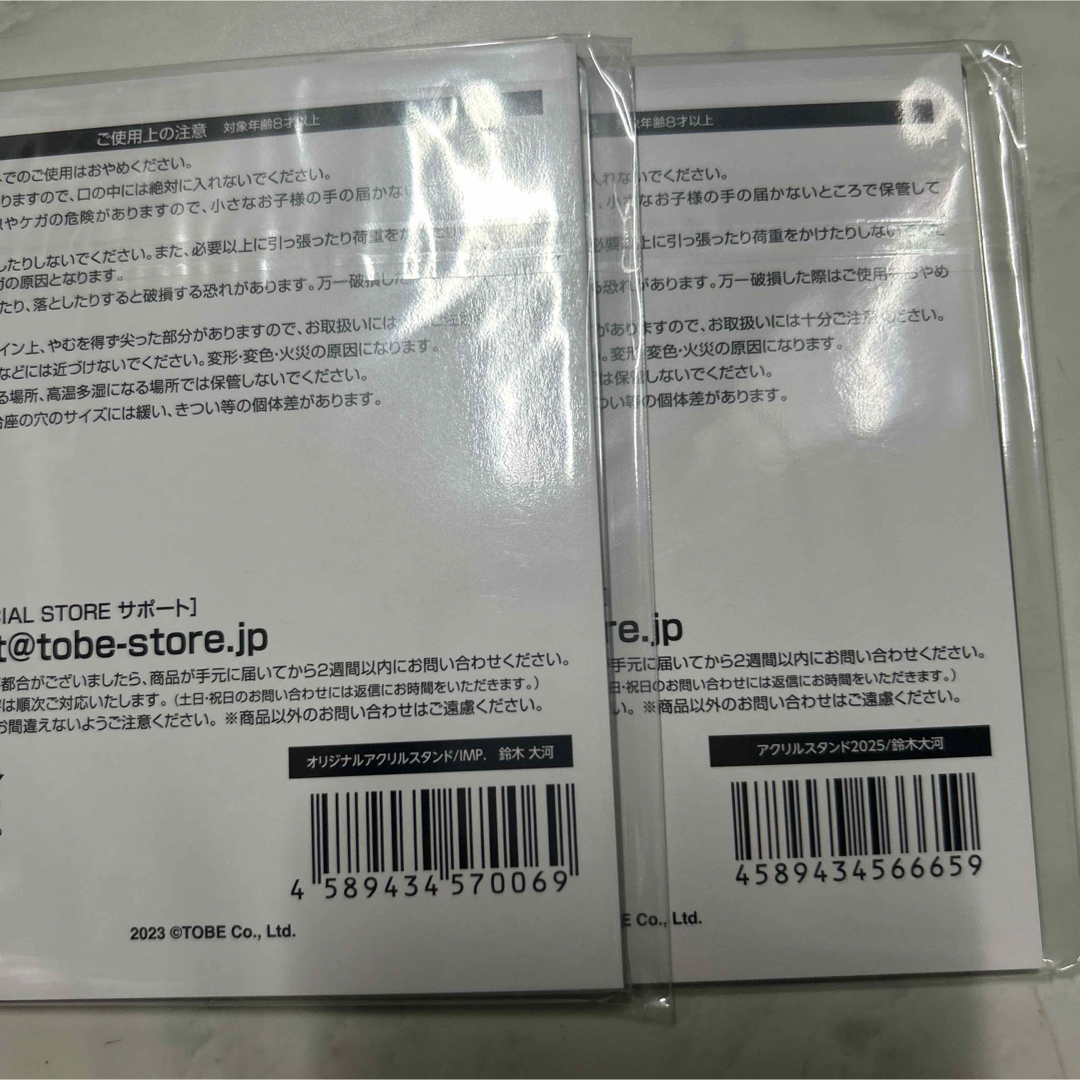 ご使用上の注意 対象年齢8才以上
でのご使用はおやめください。
りますので、口の中には絶対に入れないでください。
やケガの危険がありますので、小さなお子様の手の届かな
したりしないでください。また、必要以上に引っ張ったり荷重をか
ガの原因となります。
たり、落としたりすると破損する恐れがあります。万一破損した
イン上、やむを得ず尖った部分がありますので、お取扱いには
などには近づけないでください。変形・変色・火災の原因になります。
る場所、高温多湿になる場所では保管しないでください。
台座の穴のサイズには緩い、きつい等の個体差があります。
CIAL STORE サポート]
t@tobe-store.jp
都合がございましたら、商品が手元に届いてから2週間以内にお問い合わせください。
は順次ご対応いたします。(土日・祝日のお問い合わせには返信にお時間をいただきます。)
お間違えないようご注意ください。※商品以外のお問い合わせはご遠慮ください。
オリジナルアクリルスタンド/IMP. 鈴木 大河
4 589434 570069
2023 ©TOBE Co., Ltd.
年齢8才以上
入れないでください。
、小さなお子様の手の届かないところで保管して
必要以上に引っ張ったり荷重をかけたりしない
恐れがあります。万一破損した際はご使用 おやめ
がありますので、お取扱いには十分ご注意ください。
。変形・変色・火災の原因になります。
は保管しないでください。
つい等の個体差があります。
re.jp
手元に届いてから2週間以内にお問い合わせください。
日・祝日のお問い合わせには返信にお時間をいただきます。)
い。※商品以外のお問い合わせはご遠慮ください。
アクリルスタンド2025/鈴木大河
4589434566659
BE Co., Ltd.